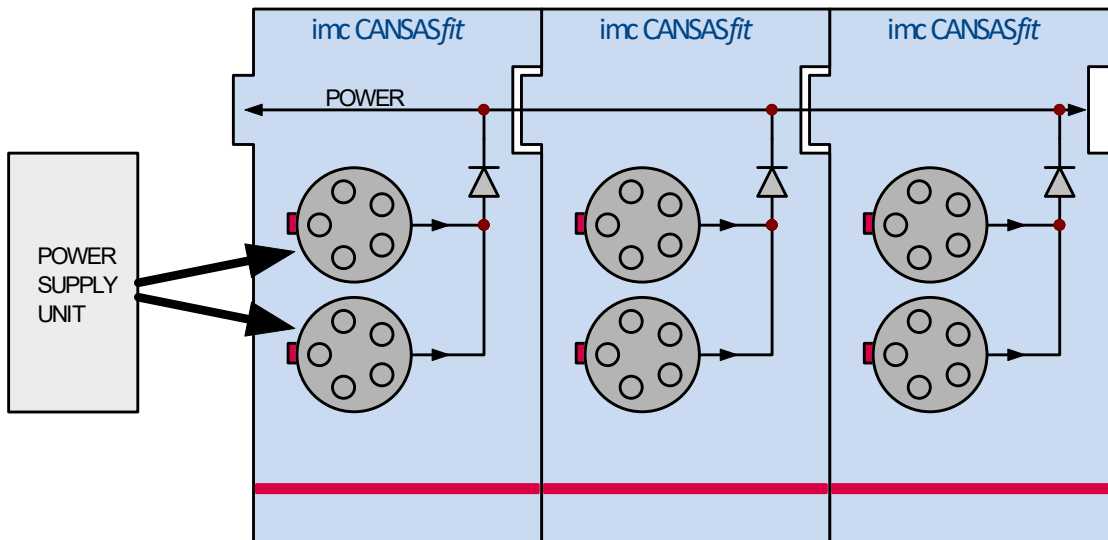 imc CANSASfit
imc CANSASfit
imc CANSASfit
POWER
POWER
SUPPLY
UNIT